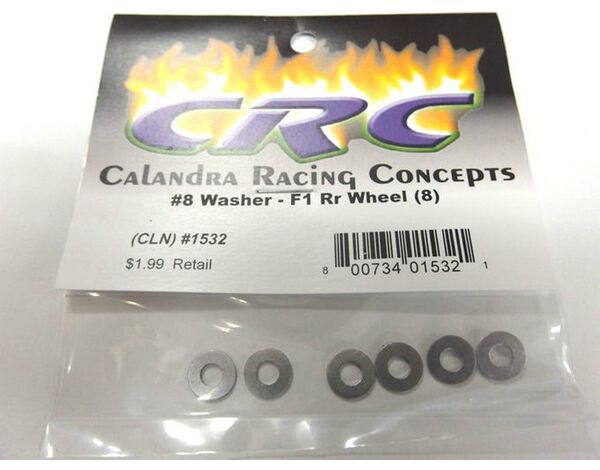 CRC
Calandra Racing Concepts
#8 Washer - F1 Rr Wheel (8)
(CLN) #1532
$1.99 Retail
8 00734 01532 1